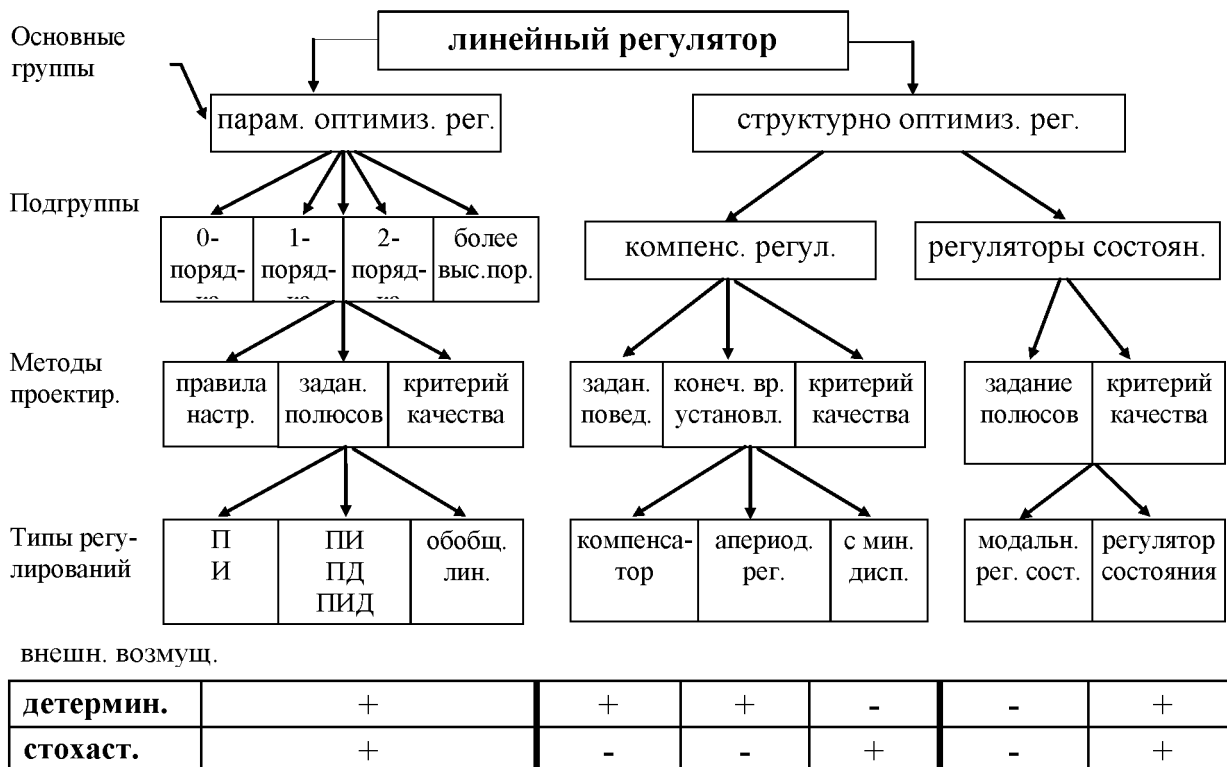 Основные
группы
линейный регулятор
парам. оптимиз. рег.
структурно оптимиз. рег.
Подгруппы
0-
поряд-
1-
поряд-
2-
поряд-
более
выс.пор.
компенс. регул.
регуляторы состоян.
Методы
проектир.
правила
настр.
задан.
полюсов
критерий
качества
задан.
повед.
конеч. вр.
установл.
критерий
качества
задание
полюсов
критерий
качества
Типы регу-
лирований
П
И
ПИ
ПД
ПИД
обобщ.
лин.
компенса-
тор
апериод.
рег.
с мин.
дисп.
модальн.
рег. сост.
регулятор
состояния
внешн. возмущ.
детермин. + + + - - +
стохаст. + - - + - +